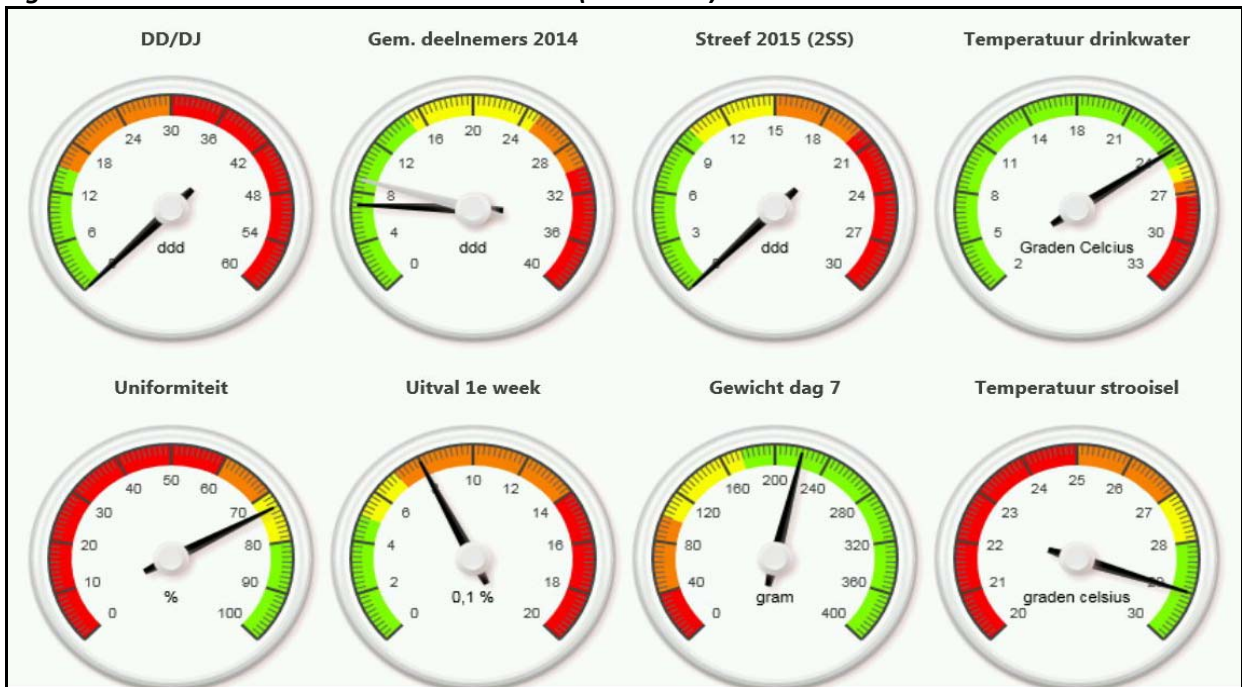 DD/DJ
6 12 18 24 30 36 42 48 54 60
ddd
Gem. deelnemers 2014
0 4 8 12 16 20 24 28 32 36 40
ddd
Streef 2015 (2SS)
3 6 9 12 15 18 21 24 27 30
ddd
Temperatuur drinkwater
2 5 8 11 14 18 21 24 27 30 33
Graden Celcius
Uniformiteit
0 10 20 30 40 50 60 70 80 90 100
%
Uitval 1e week
0 2 4 6 8 10 12 14 16 18 20
0,1 %
Gewicht dag 7
0 40 80 120 160 200 240 280 320 360 400
gram
Temperatuur strooisel
20 21 22 23 24 25 26 27 28 29 30
graden celsius